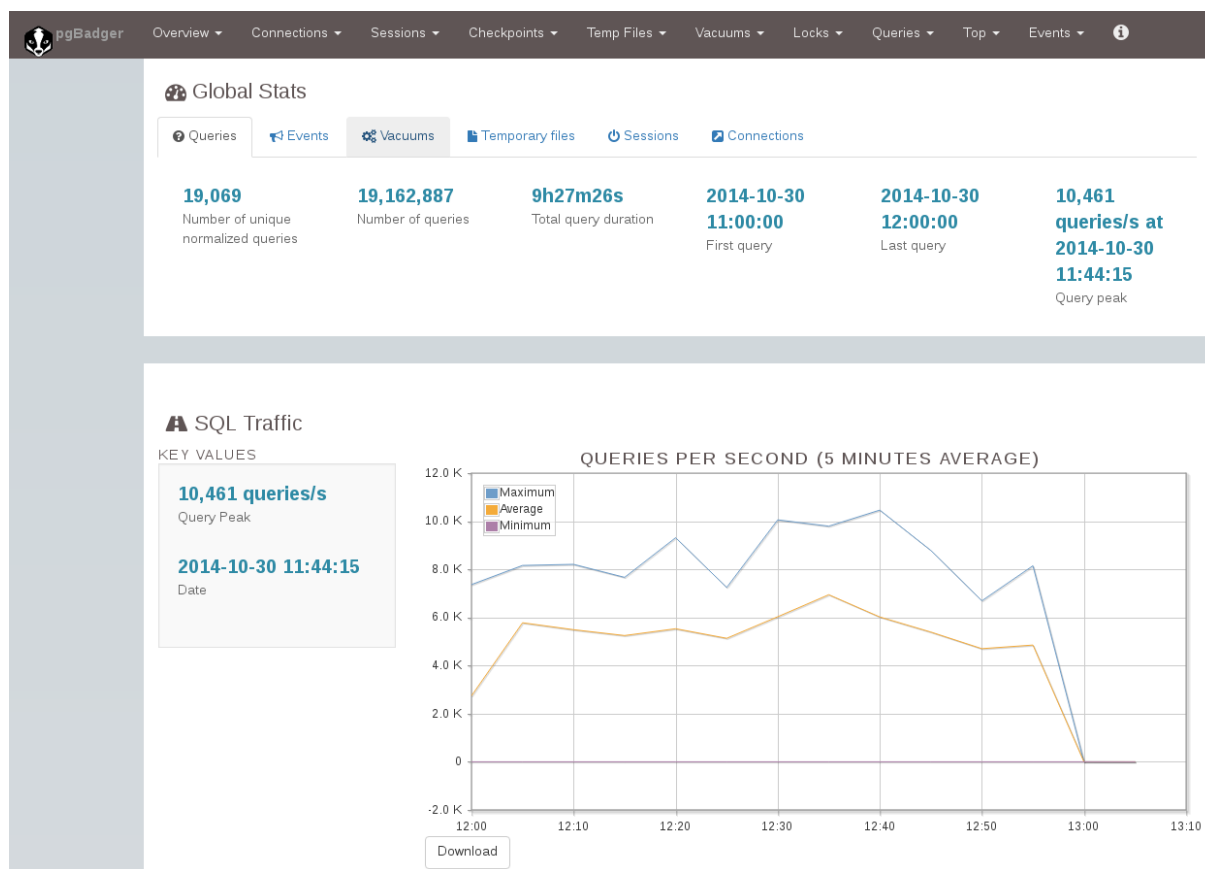 pgBadger Overview Connections Sessions Checkpoints Temp Files Vacuums Locks Queries Top Events
Global Stats
Queries Events Vacuums Temporary files Sessions Connections
19,069
Number of unique
normalized queries
19,162,887
Number of queries
9h27m26s
Total query duration
2014-10-30
11:00:00
First query
2014-10-30
12:00:00
Last query
10,461
queries/s at
2014-10-30
11:44:15
Query peak
SQL Traffic
KEY VALUES
10,461 queries/s
Query Peak
2014-10-30 11:44:15
Date
QUERIES PER SECOND (5 MINUTES AVERAGE)
Maximum
Average
Minimum
12.0 K
10.0 K
8.0 K
6.0 K
4.0 K
2.0 K
0
-2.0 K
12:00 12:10 12:20 12:30 12:40 12:50 13:00 13:10
Download